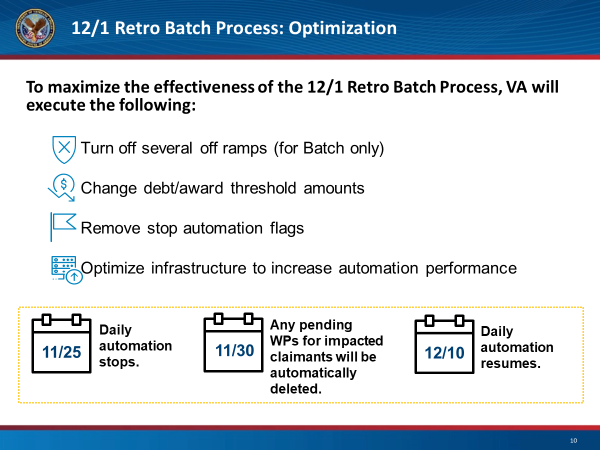 12/1 Retro Batch Process: Optimization
To maximize the effectiveness of the 12/1 Retro Batch Process, VA will
execute the following:
Turn off several off ramps (for Batch only)
$
Change debt/award threshold amounts
Remove stop automation flags
Optimize infrastructure to increase automation performance
11/25
Daily
automation
stops.
11/30
Any pending
WPs for impacted
claimants will be
automatically
deleted.
12/10
Daily
automation
resumes.
10